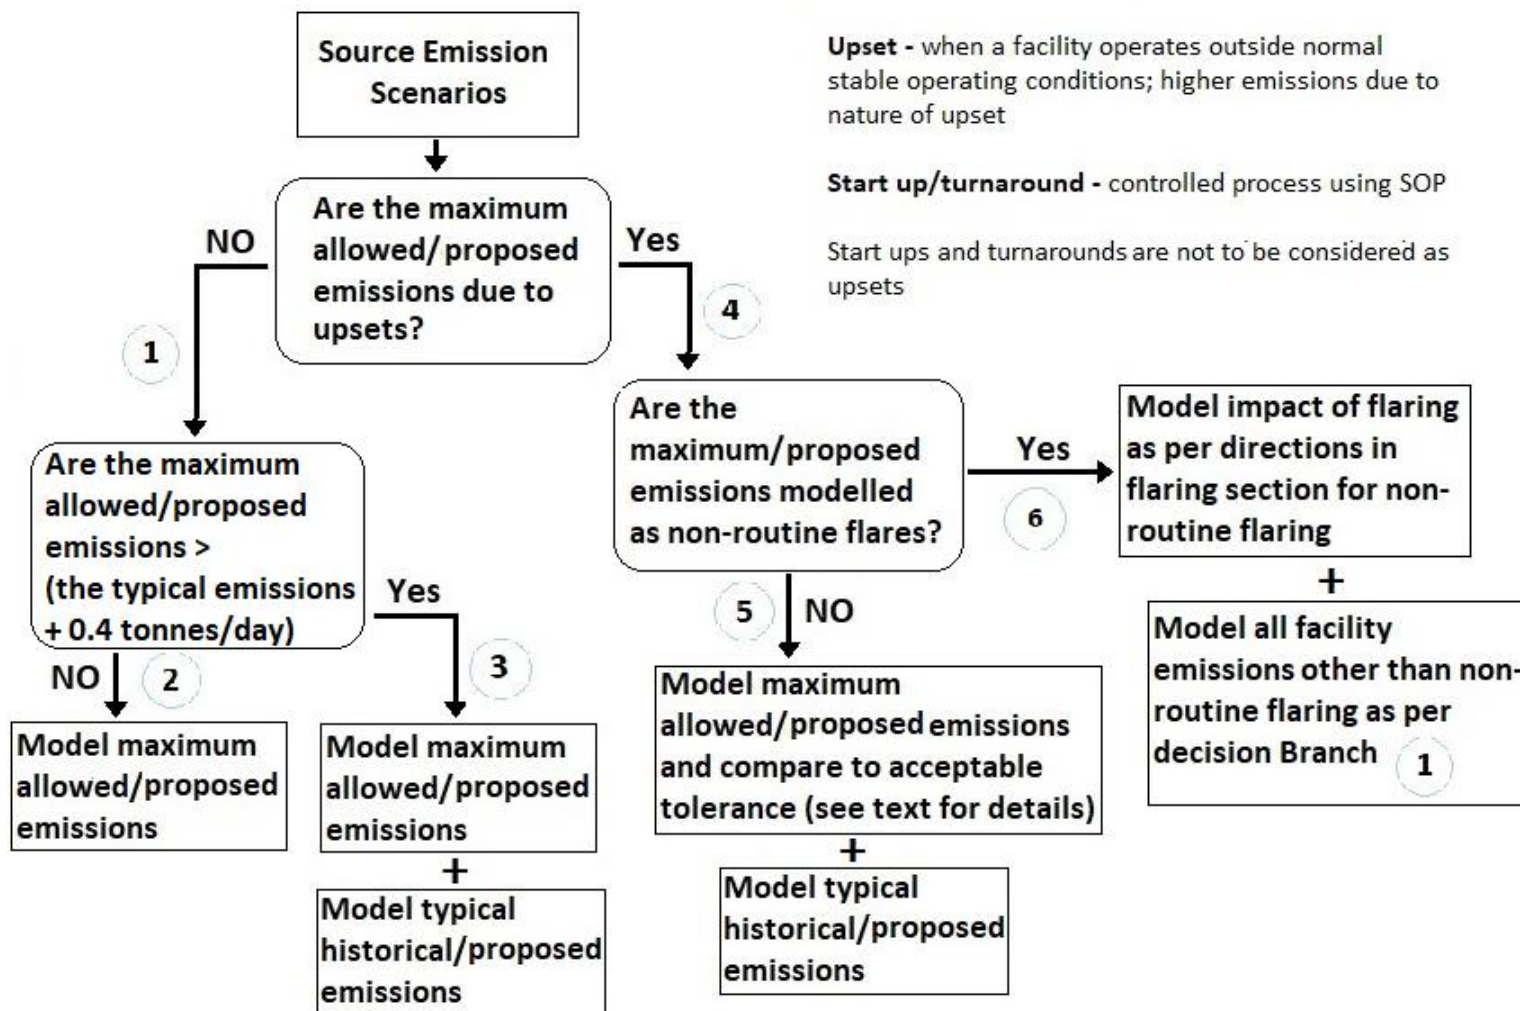 Source Emission
Scenarios
Upset - when a facility operates outside normal
stable operating conditions; higher emissions due to
nature of upset
Start up/turnaround - controlled process using SOP
Start ups and turnarounds are not to be considered as
upsets
Are the maximum
allowed/proposed
emissions due to
upsets?
NO
Yes
1
4
Are the maximum
allowed/proposed
emissions >
(the typical emissions
+ 0.4 tonnes/day)
Are the
maximum/proposed
emissions modelled
as non-routine flares?
Yes
6
Model impact of flaring
as per directions in
flaring section for non-
routine flaring
+
Model all facility
emissions other than non-
routine flaring as per
decision Branch 1
NO
2
Yes
3
5
NO
Model maximum
allowed/proposed
emissions
Model maximum
allowed/proposed
emissions
+
Model typical
historical/proposed
emissions
Model maximum
allowed/proposed emissions
and compare to acceptable
tolerance (see text for details)
+
Model typical
historical/proposed
emissions